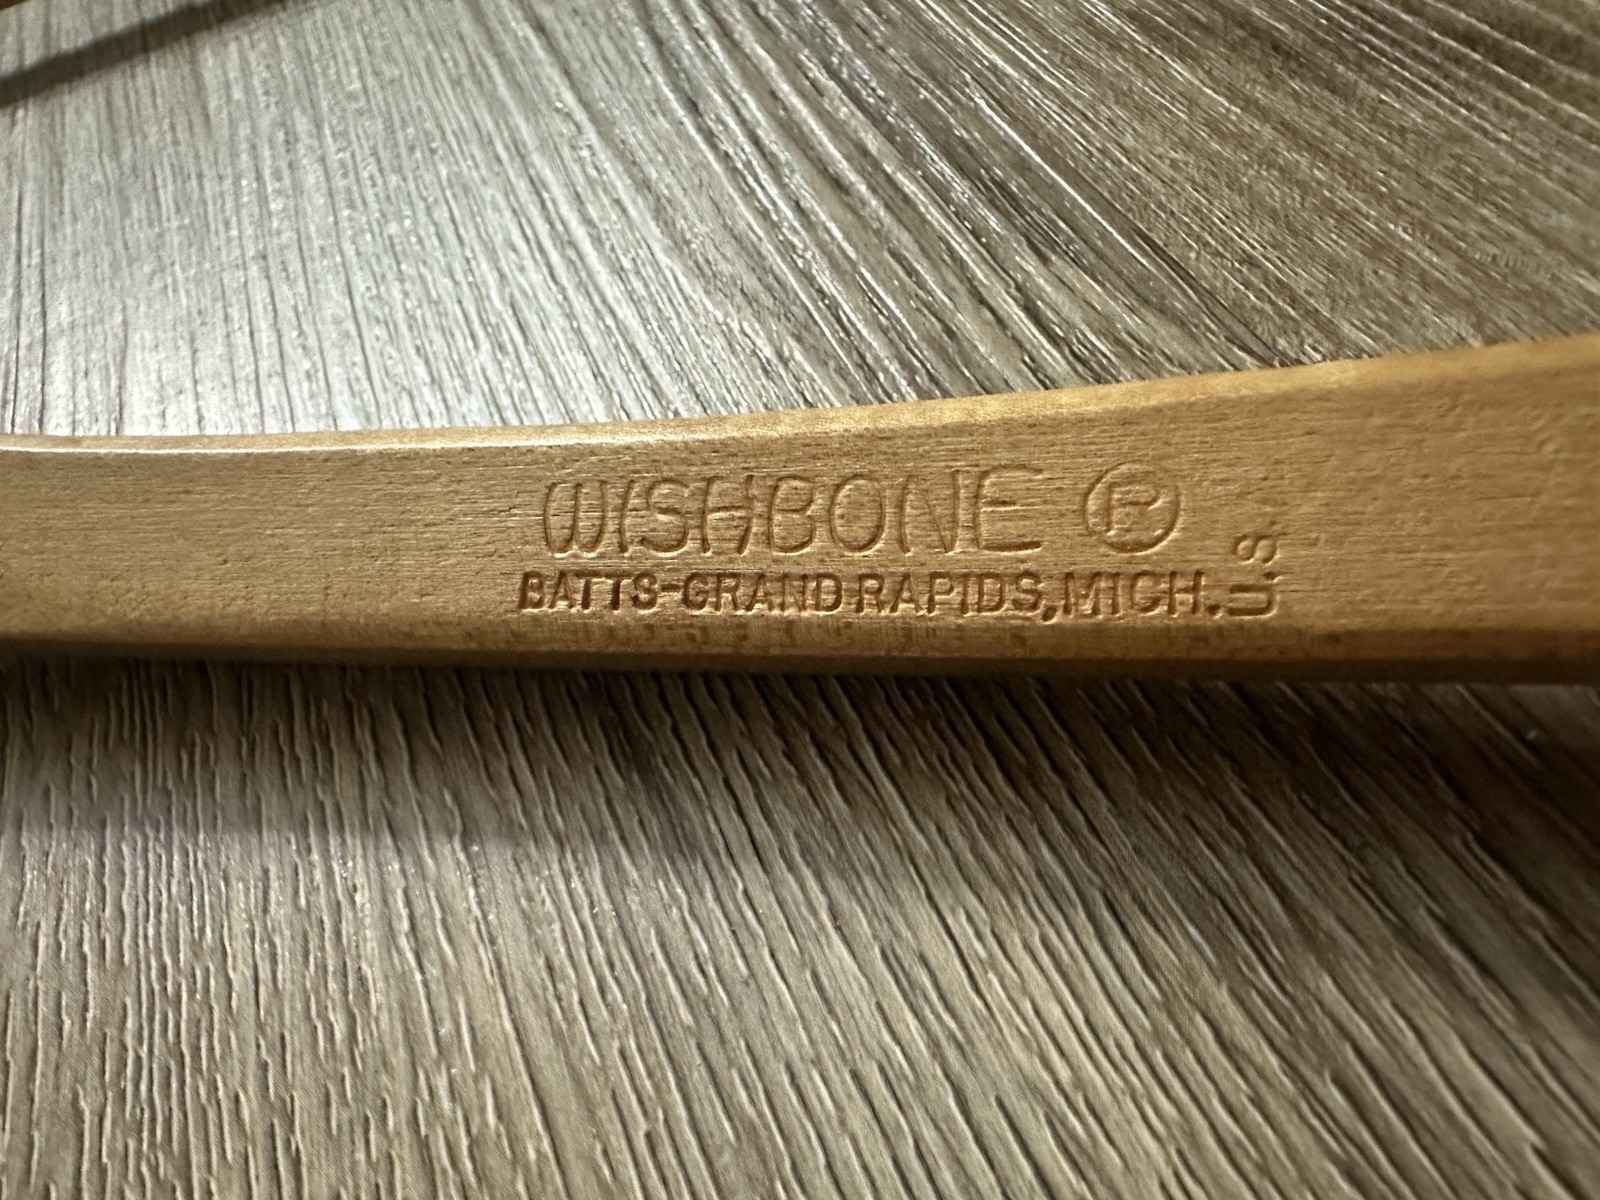 WISHBONE ®
BATTS-GRAND RAPIDS, MICH. U.S.